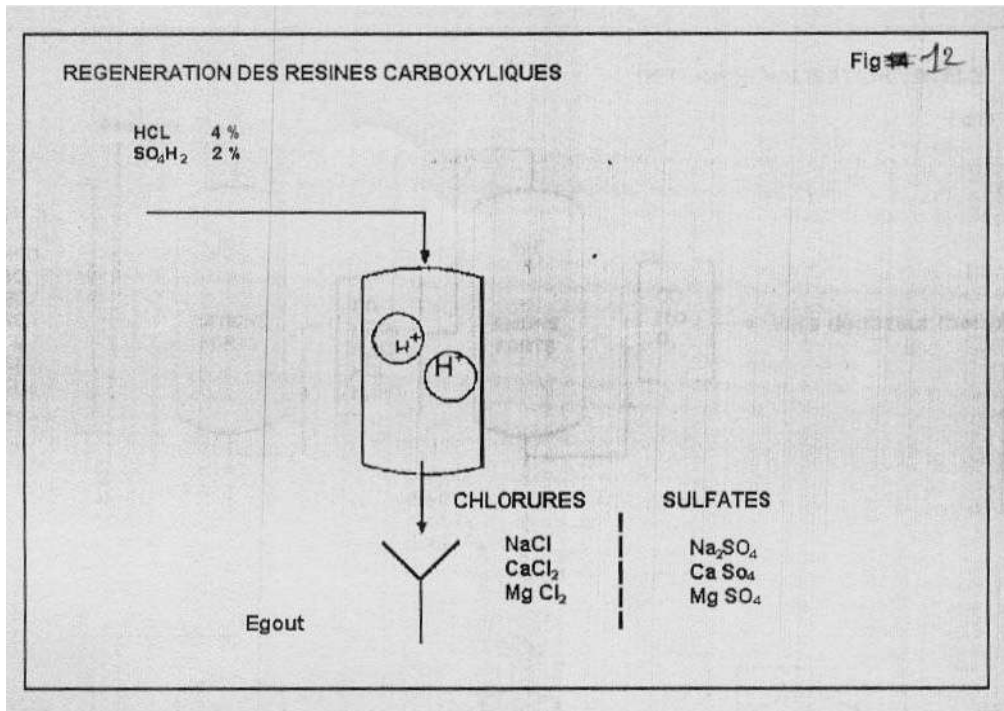 Fig 12
REGENERATION DES RESINES CARBOXYLIQUES
HCL 4 %
SO₄H₂ 2 %
H⁺
H⁺
CHLORURES SULFATES
NaCl Na₂SO₄
CaCl₂ Ca So₄
Mg Cl₂ Mg SO₄
Egout